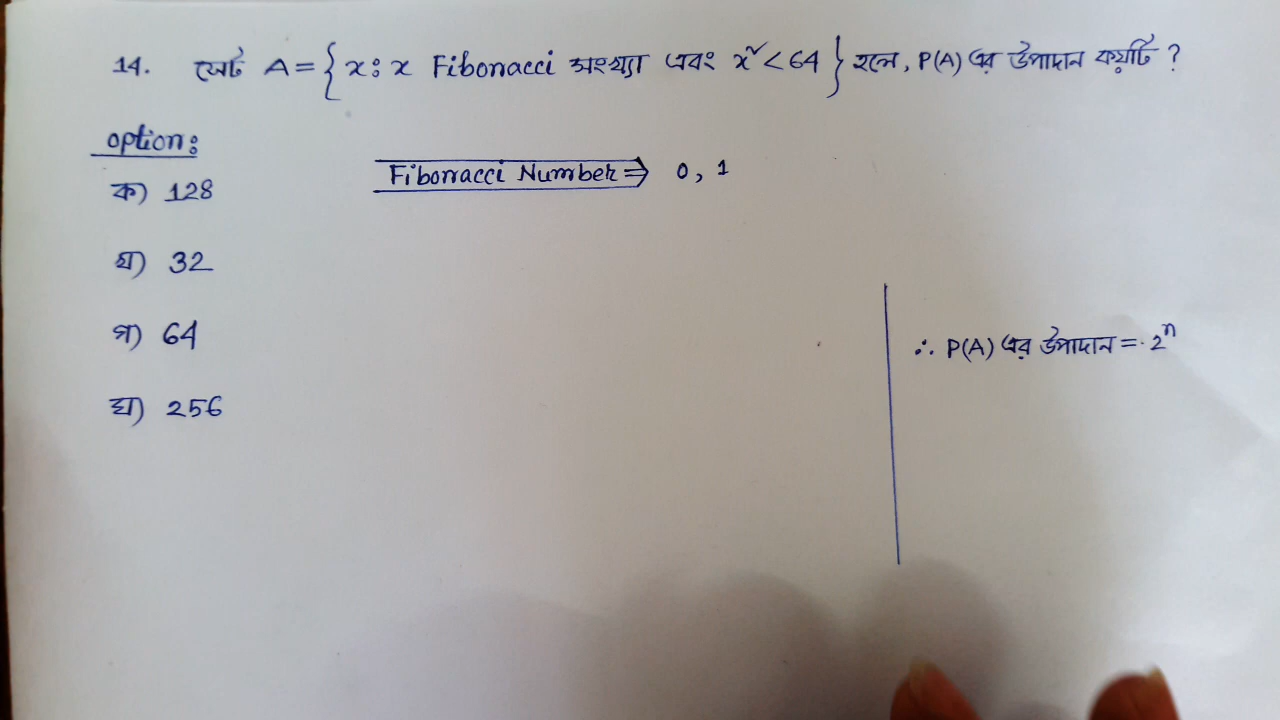 14. সেট A = { x : x Fibonacci সংখ্যা এবং x² < 64 } হলে, P(A) এর উপাদান কয়টি ?
option :
Fibonacci Number ⇒ 0, 1
ক) 128
খ) 32
গ) 64
ঘ) 256
∴ P(A) এর উপাদান = 2ⁿ